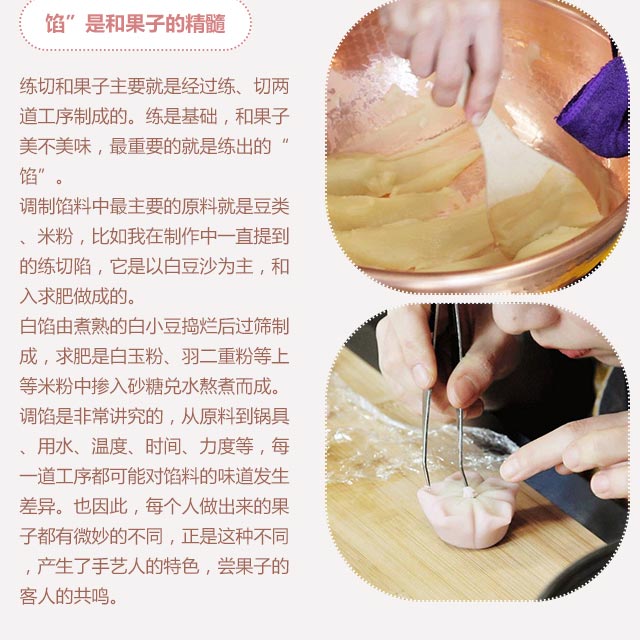 馅”是和果子的精髓
练切和果子主要就是经过练、切两
道工序制成的。练是基础，和果子
美不美味，最重要的就是练出的“
馅”。
调制馅料中最主要的原料就是豆类
、米粉，比如我在制作中一直提到
的练切陷，它是以白豆沙为主，和
入求肥做成的。
白馅由煮熟的白小豆捣烂后过筛制
成，求肥是白玉粉、羽二重粉等上
等米粉中掺入砂糖兑水熬煮而成。
调馅是非常讲究的，从原料到锅具
、用水、温度、时间、力度等，每
一道工序都可能对馅料的味道发生
差异。也因此，每个人做出来的果
子都有微妙的不同，正是这种不同
，产生了手艺人的特色，尝果子的
客人的共鸣。